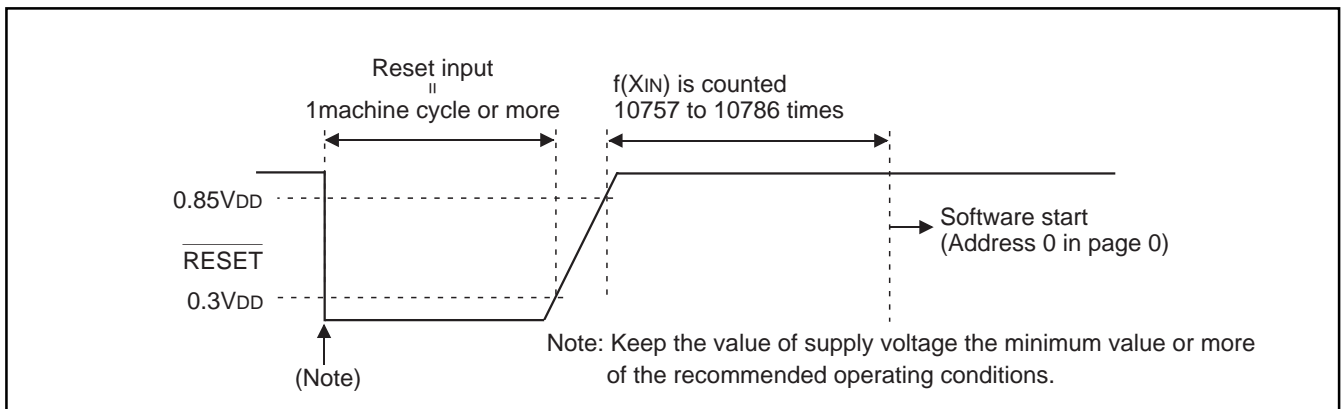 Reset input
=
1machine cycle or more
f(XIN) is counted
10757 to 10786 times
0.85VDD
RESET
0.3VDD
Software start
(Address 0 in page 0)
(Note)
Note: Keep the value of supply voltage the minimum value or more
of the recommended operating conditions.